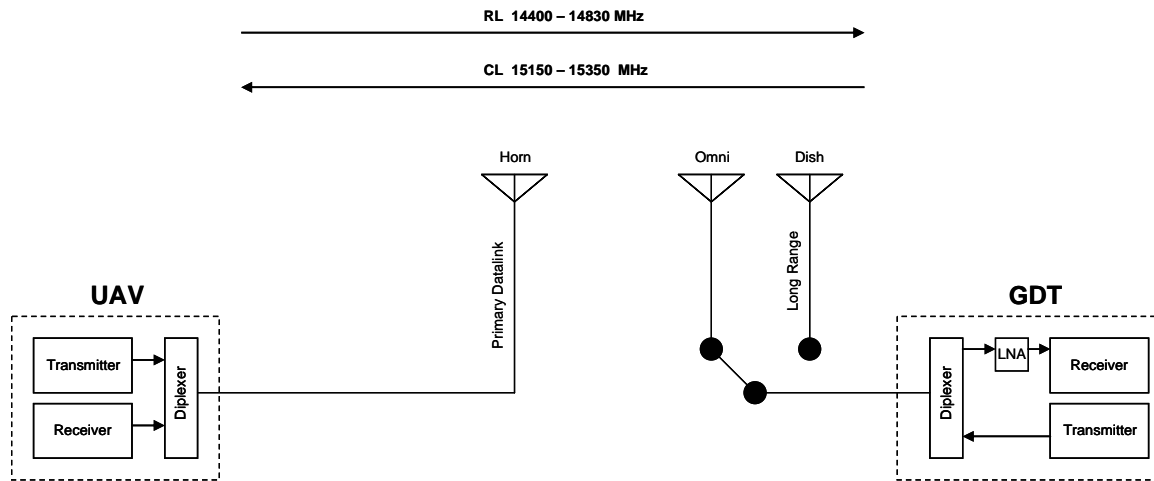 RL 14400 – 14830 MHz
CL 15150 – 15350 MHz
Horn
Omni
Dish
Primary Datalink
Long Range
UAV
GDT
Transmitter
Receiver
Diplexer
Diplexer
LNA
Receiver
Transmitter